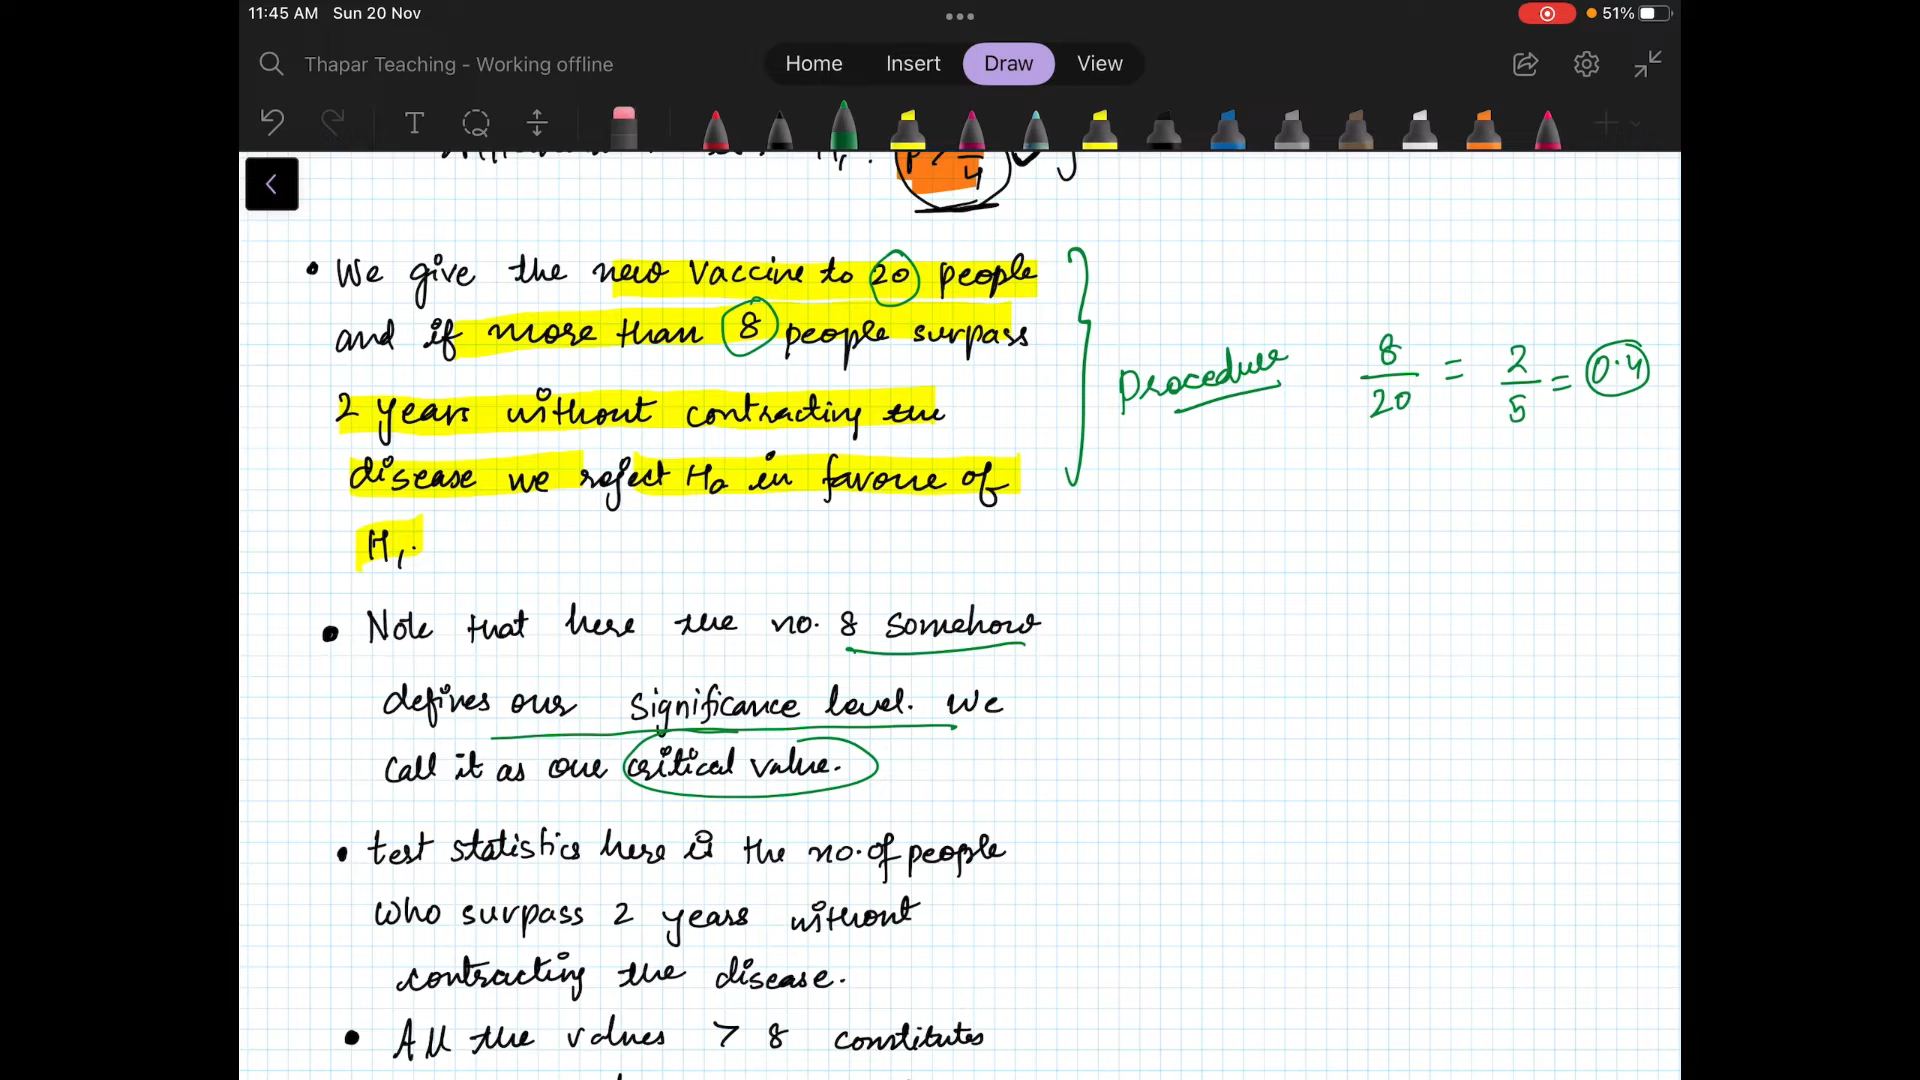 11:45 AM Sun 20 Nov
51%
Thapar Teaching - Working offline
Home Insert Draw View
H₁ : p > 1/4
• We give the new vaccine to 20 people
and if more than 8 people surpass
2 years without contracting the
disease we reject H₀ in favour of
H₁.
Procedure 8/20 = 2/5 = 0.4
• Note that here the no. 8 somehow
defines our significance level. We
call it as our critical value.
• test statistics here is the no. of people
who surpass 2 years without
contracting the disease.
• All the values > 8 constitutes